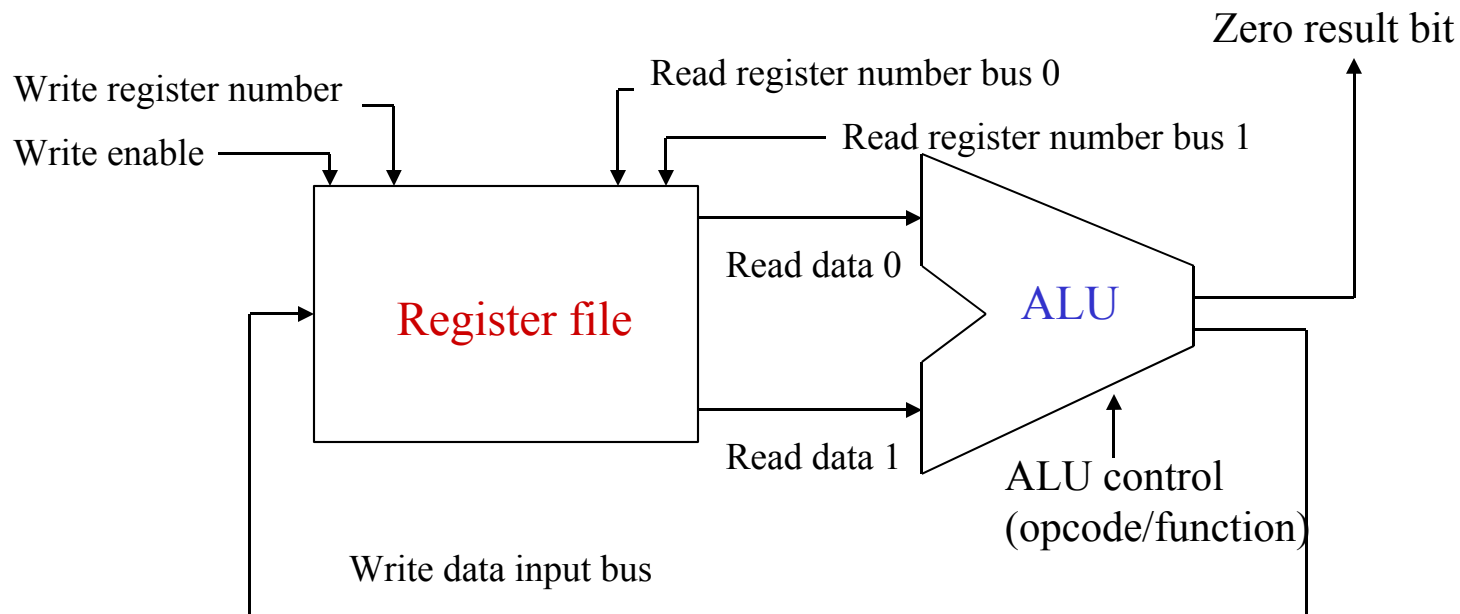 Zero result bit
Read register number bus 0
Write register number
Read register number bus 1
Write enable
Read data 0
Register file
ALU
Read data 1
ALU control
(opcode/function)
Write data input bus